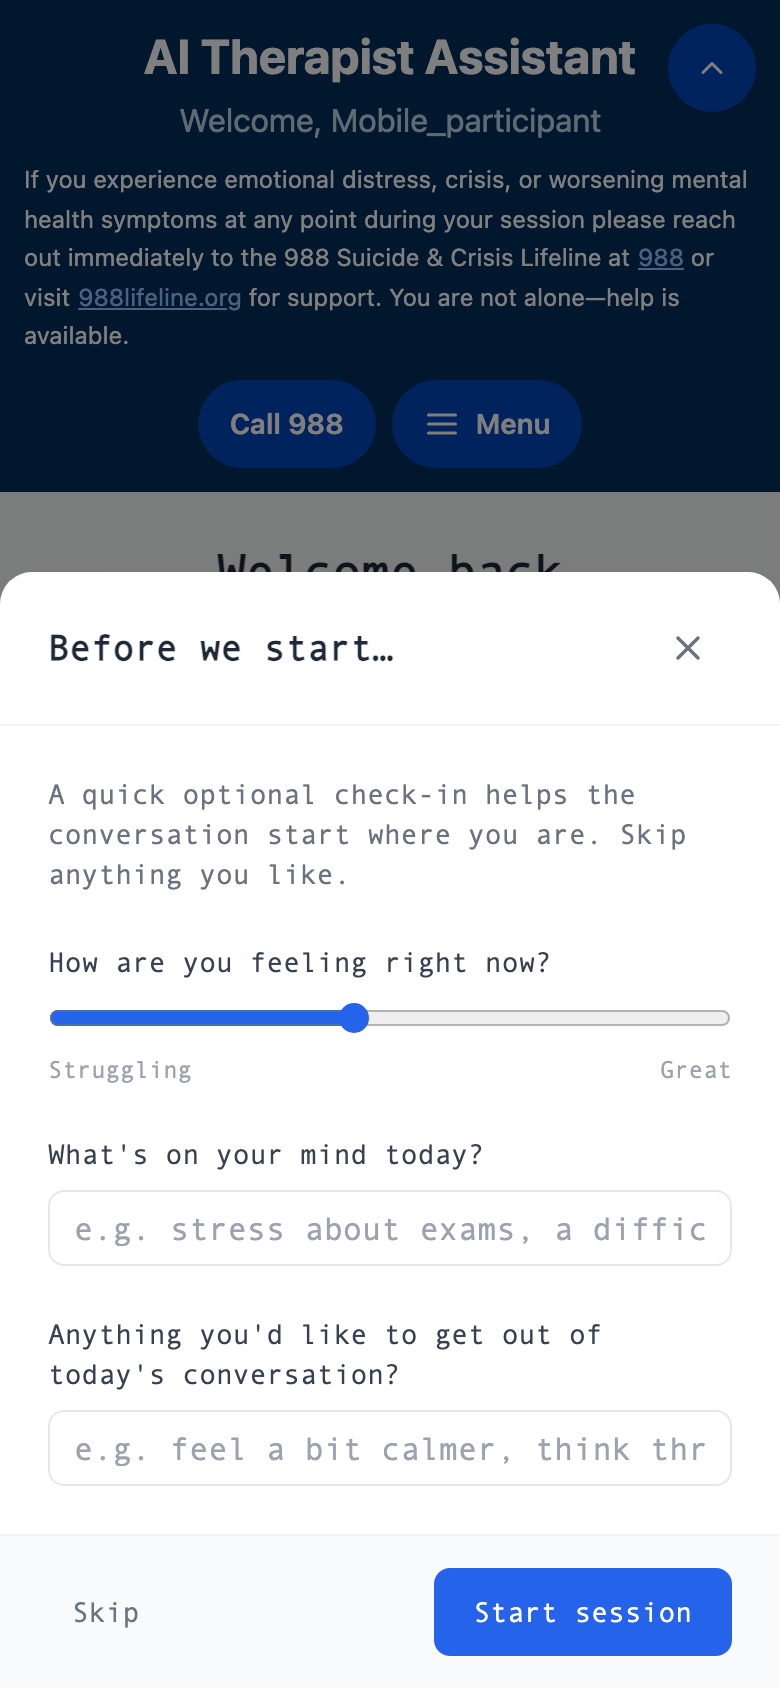 AI Therapist Assistant
Welcome, Mobile_participant
If you experience emotional distress, crisis, or worsening mental
health symptoms at any point during your session please reach
out immediately to the 988 Suicide & Crisis Lifeline at 988 or
visit 988lifeline.org for support. You are not alone—help is
available.
Call 988
Menu
Welcome back
Before we start…
A quick optional check-in helps the
conversation start where you are. Skip
anything you like.
How are you feeling right now?
Struggling
Great
What's on your mind today?
e.g. stress about exams, a diffic
Anything you'd like to get out of
today's conversation?
e.g. feel a bit calmer, think thr
Skip
Start session